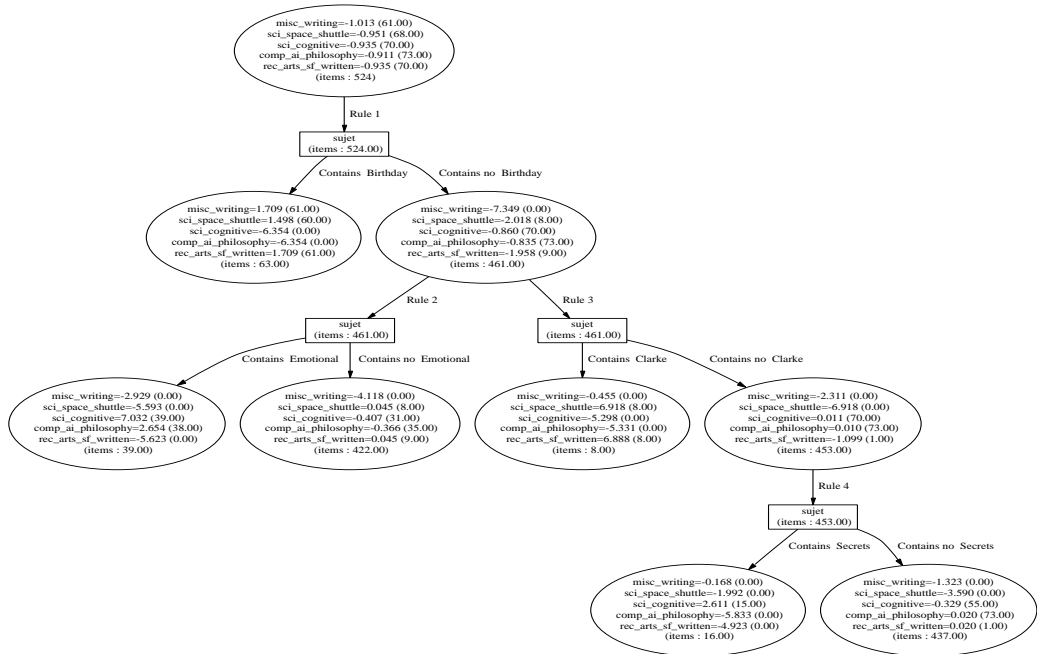 misc_writing=-1.013 (61.00)
sci_space_shuttle=-0.951 (68.00)
sci_cognitive=-0.935 (70.00)
comp_ai_philosophy=-0.911 (73.00)
rec_arts_sf_written=-0.935 (70.00)
(items : 524)
Rule 1
sujet
(items : 524.00)
Contains Birthday
Contains no Birthday
misc_writing=1.709 (61.00)
sci_space_shuttle=1.498 (60.00)
sci_cognitive=-6.354 (0.00)
comp_ai_philosophy=-6.354 (0.00)
rec_arts_sf_written=1.709 (61.00)
(items : 63.00)
misc_writing=-7.349 (0.00)
sci_space_shuttle=-2.018 (8.00)
sci_cognitive=-0.860 (70.00)
comp_ai_philosophy=-0.835 (73.00)
rec_arts_sf_written=-1.958 (9.00)
(items : 461.00)
Rule 2
Rule 3
sujet
(items : 461.00)
sujet
(items : 461.00)
Contains Emotional
Contains no Emotional
Contains Clarke
Contains no Clarke
misc_writing=-2.929 (0.00)
sci_space_shuttle=-5.593 (0.00)
sci_cognitive=7.032 (39.00)
comp_ai_philosophy=2.654 (38.00)
rec_arts_sf_written=-5.623 (0.00)
(items : 39.00)
misc_writing=-4.118 (0.00)
sci_space_shuttle=0.045 (8.00)
sci_cognitive=-0.407 (31.00)
comp_ai_philosophy=-0.366 (35.00)
rec_arts_sf_written=0.045 (9.00)
(items : 422.00)
misc_writing=-0.455 (0.00)
sci_space_shuttle=6.918 (8.00)
sci_cognitive=-5.298 (0.00)
comp_ai_philosophy=-5.331 (0.00)
rec_arts_sf_written=6.888 (8.00)
(items : 8.00)
misc_writing=-2.311 (0.00)
sci_space_shuttle=-6.918 (0.00)
sci_cognitive=0.011 (70.00)
comp_ai_philosophy=0.010 (73.00)
rec_arts_sf_written=-1.099 (1.00)
(items : 453.00)
Rule 4
sujet
(items : 453.00)
Contains Secrets
Contains no Secrets
misc_writing=-0.168 (0.00)
sci_space_shuttle=-1.992 (0.00)
sci_cognitive=2.611 (15.00)
comp_ai_philosophy=-5.833 (0.00)
rec_arts_sf_written=-4.923 (0.00)
(items : 16.00)
misc_writing=-1.323 (0.00)
sci_space_shuttle=-3.590 (0.00)
sci_cognitive=-0.329 (55.00)
comp_ai_philosophy=0.020 (73.00)
rec_arts_sf_written=0.020 (1.00)
(items : 437.00)